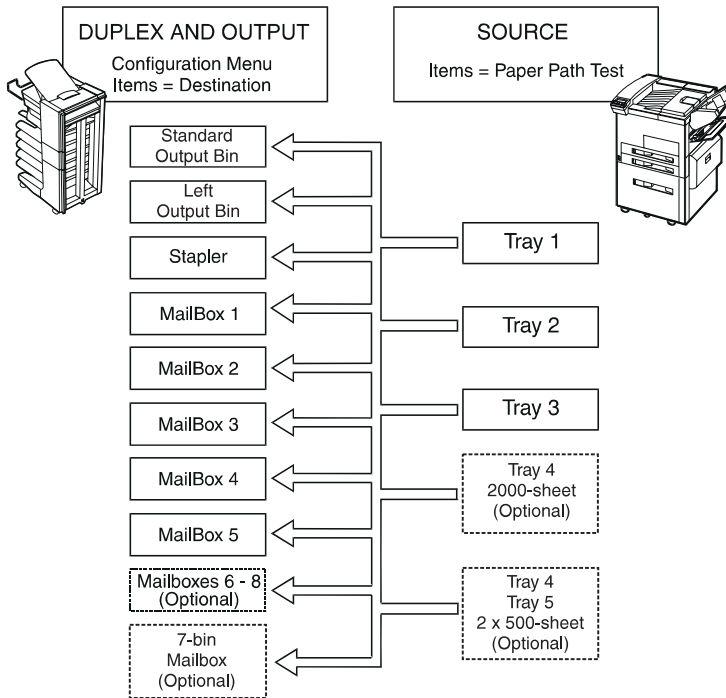 DUPLEX AND OUTPUT
Configuration Menu
Items = Destination
SOURCE
Items = Paper Path Test
Standard
Output Bin
Left
Output Bin
Stapler
MailBox 1
MailBox 2
MailBox 3
MailBox 4
MailBox 5
Mailboxes 6 - 8
(Optional)
7-bin
Mailbox
(Optional)
Tray 1
Tray 2
Tray 3
Tray 4
2000-sheet
(Optional)
Tray 4
Tray 5
2 x 500-sheet
(Optional)